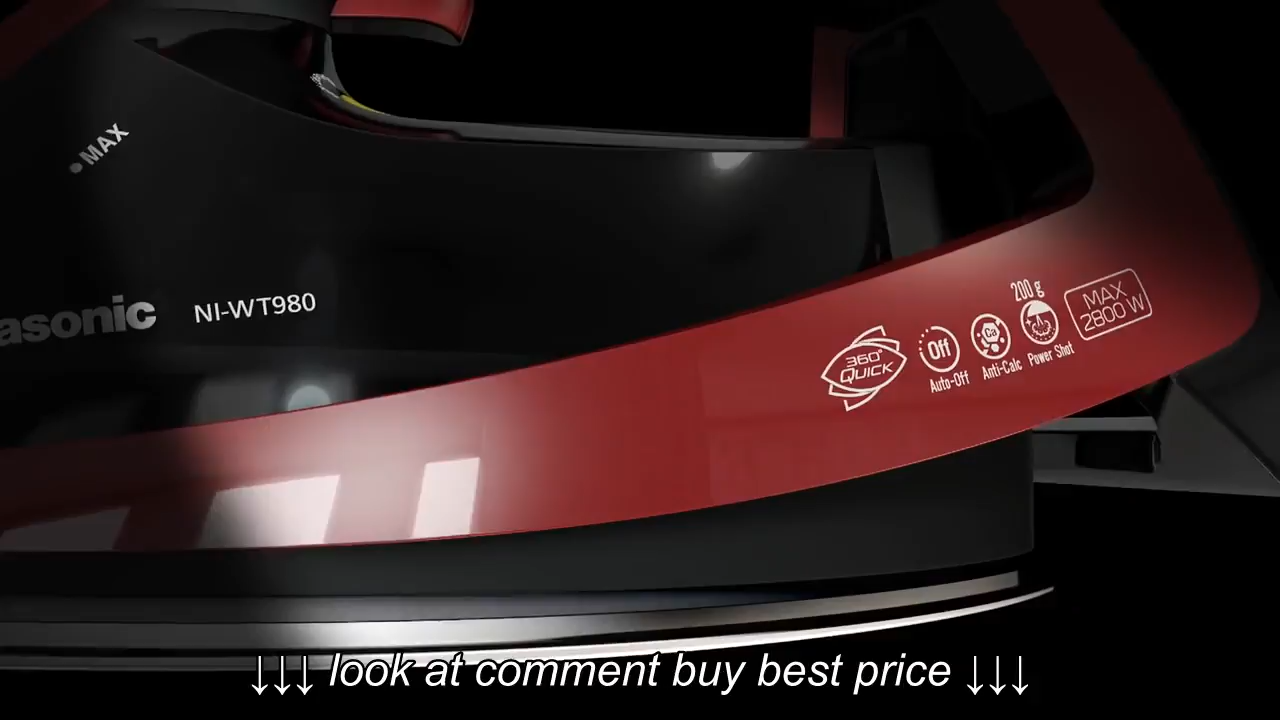 MAX
asonic NI-WT980
360° QUICK
Off
Auto-Off
Ca
Anti-Calc
200 g
Power Shot
MAX
2800 W
↓↓↓ look at comment buy best price ↓↓↓